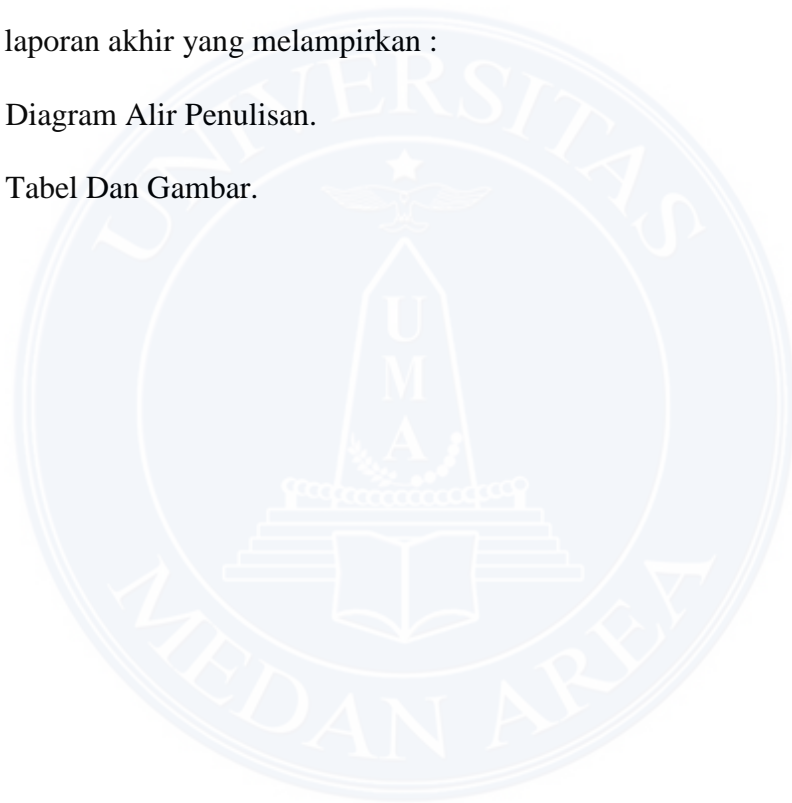 laporan akhir yang melampirkan :
Diagram Alir Penulisan.
Tabel Dan Gambar.
UNIVERSITAS
U
M
A
MEDAN AREA